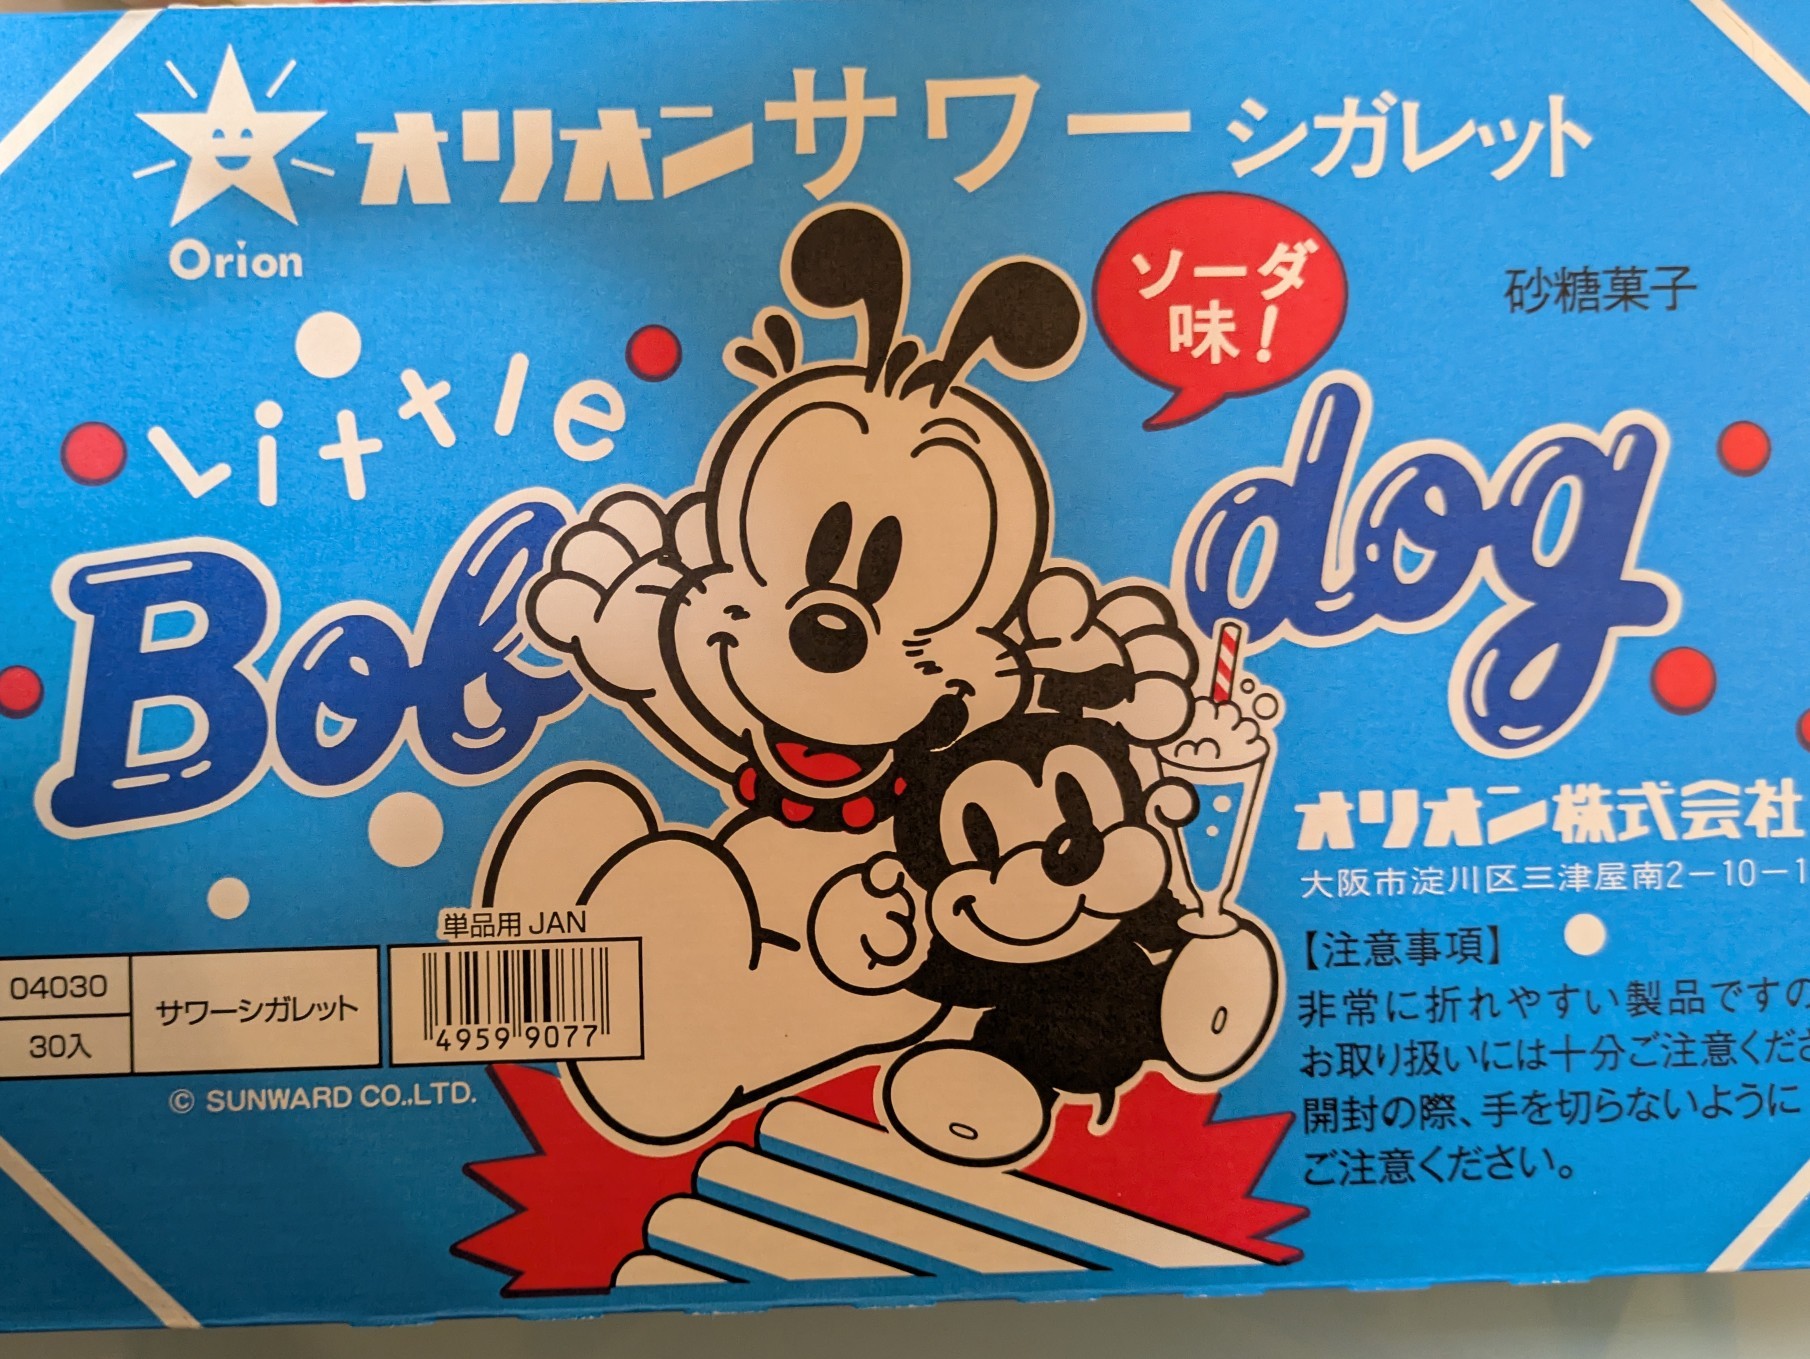 オリオンサワーシガレット
Orion
ソーダ
味!
砂糖菓子
Little
Bob dog
オリオン株式会社
大阪市淀川区三津屋南2-10-1
【注意事項】
非常に折れやすい製品ですの
お取り扱いには十分ご注意くださ
開封の際、手を切らないように
ご注意ください。
単品用 JAN
04030
30入
サワーシガレット
4959 9077
© SUNWARD CO.,LTD.